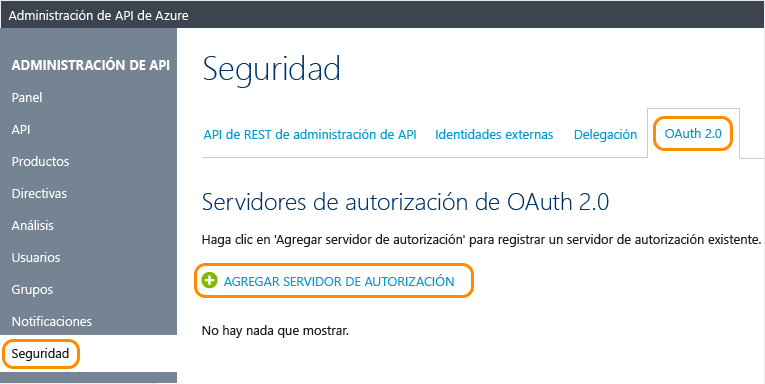 Administración de API de Azure
ADMINISTRACIÓN DE API
Panel
API
Productos
Directivas
Análisis
Usuarios
Grupos
Notificaciones
Seguridad
Seguridad
API de REST de administración de API Identidades externas Delegación OAuth 2.0
Servidores de autorización de OAuth 2.0
Haga clic en 'Agregar servidor de autorización' para registrar un servidor de autorización existente.
AGREGAR SERVIDOR DE AUTORIZACIÓN
No hay nada que mostrar.